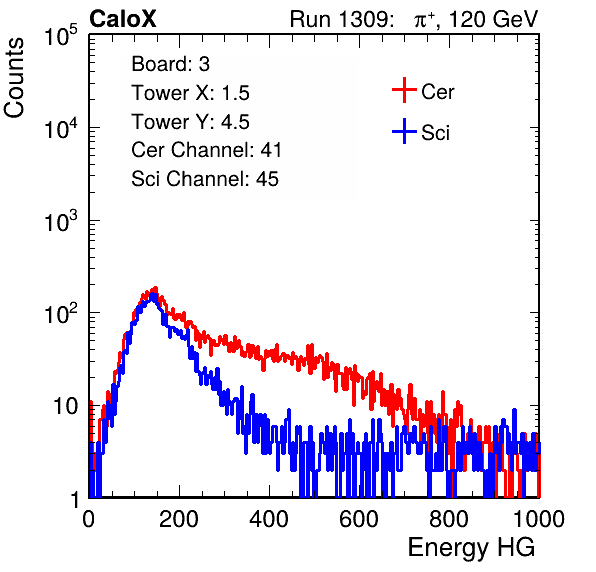 CaloX Run 1309: π⁺, 120 GeV
Counts
10⁵
10⁴
10³
10²
10
1
Board: 3
Tower X: 1.5
Tower Y: 4.5
Cer Channel: 41
Sci Channel: 45
Cer
Sci
0 200 400 600 800 1000
Energy HG